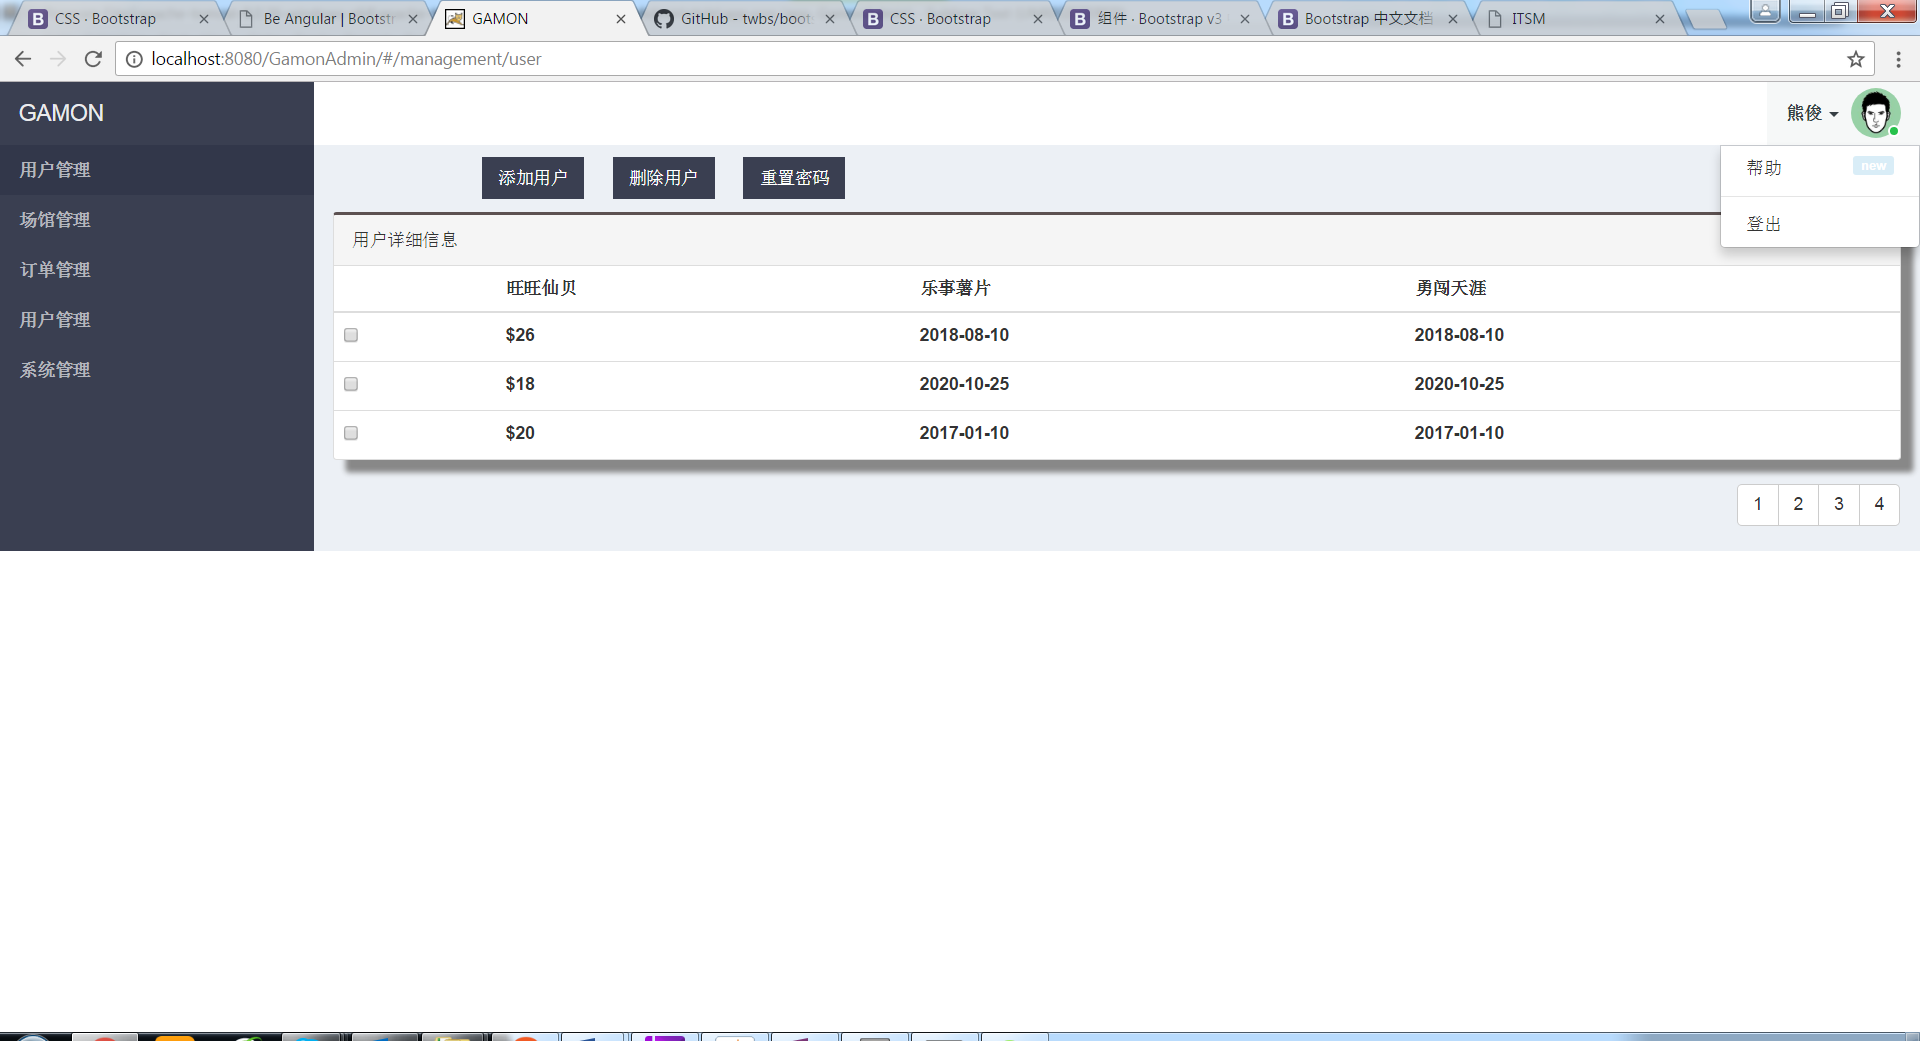 CSS · Bootstrap
Be Angular | Bootstr
GAMON
GitHub - twbs/boot
CSS · Bootstrap
组件 · Bootstrap v3
Bootstrap 中文文档
ITSM
localhost:8080/GamonAdmin/#/management/user
GAMON
熊俊
帮助 new
登出
用户管理
场馆管理
订单管理
用户管理
系统管理
添加用户 删除用户 重置密码
用户详细信息
旺旺仙贝 乐事薯片 勇闯天涯
$26 2018-08-10 2018-08-10
$18 2020-10-25 2020-10-25
$20 2017-01-10 2017-01-10
1 2 3 4